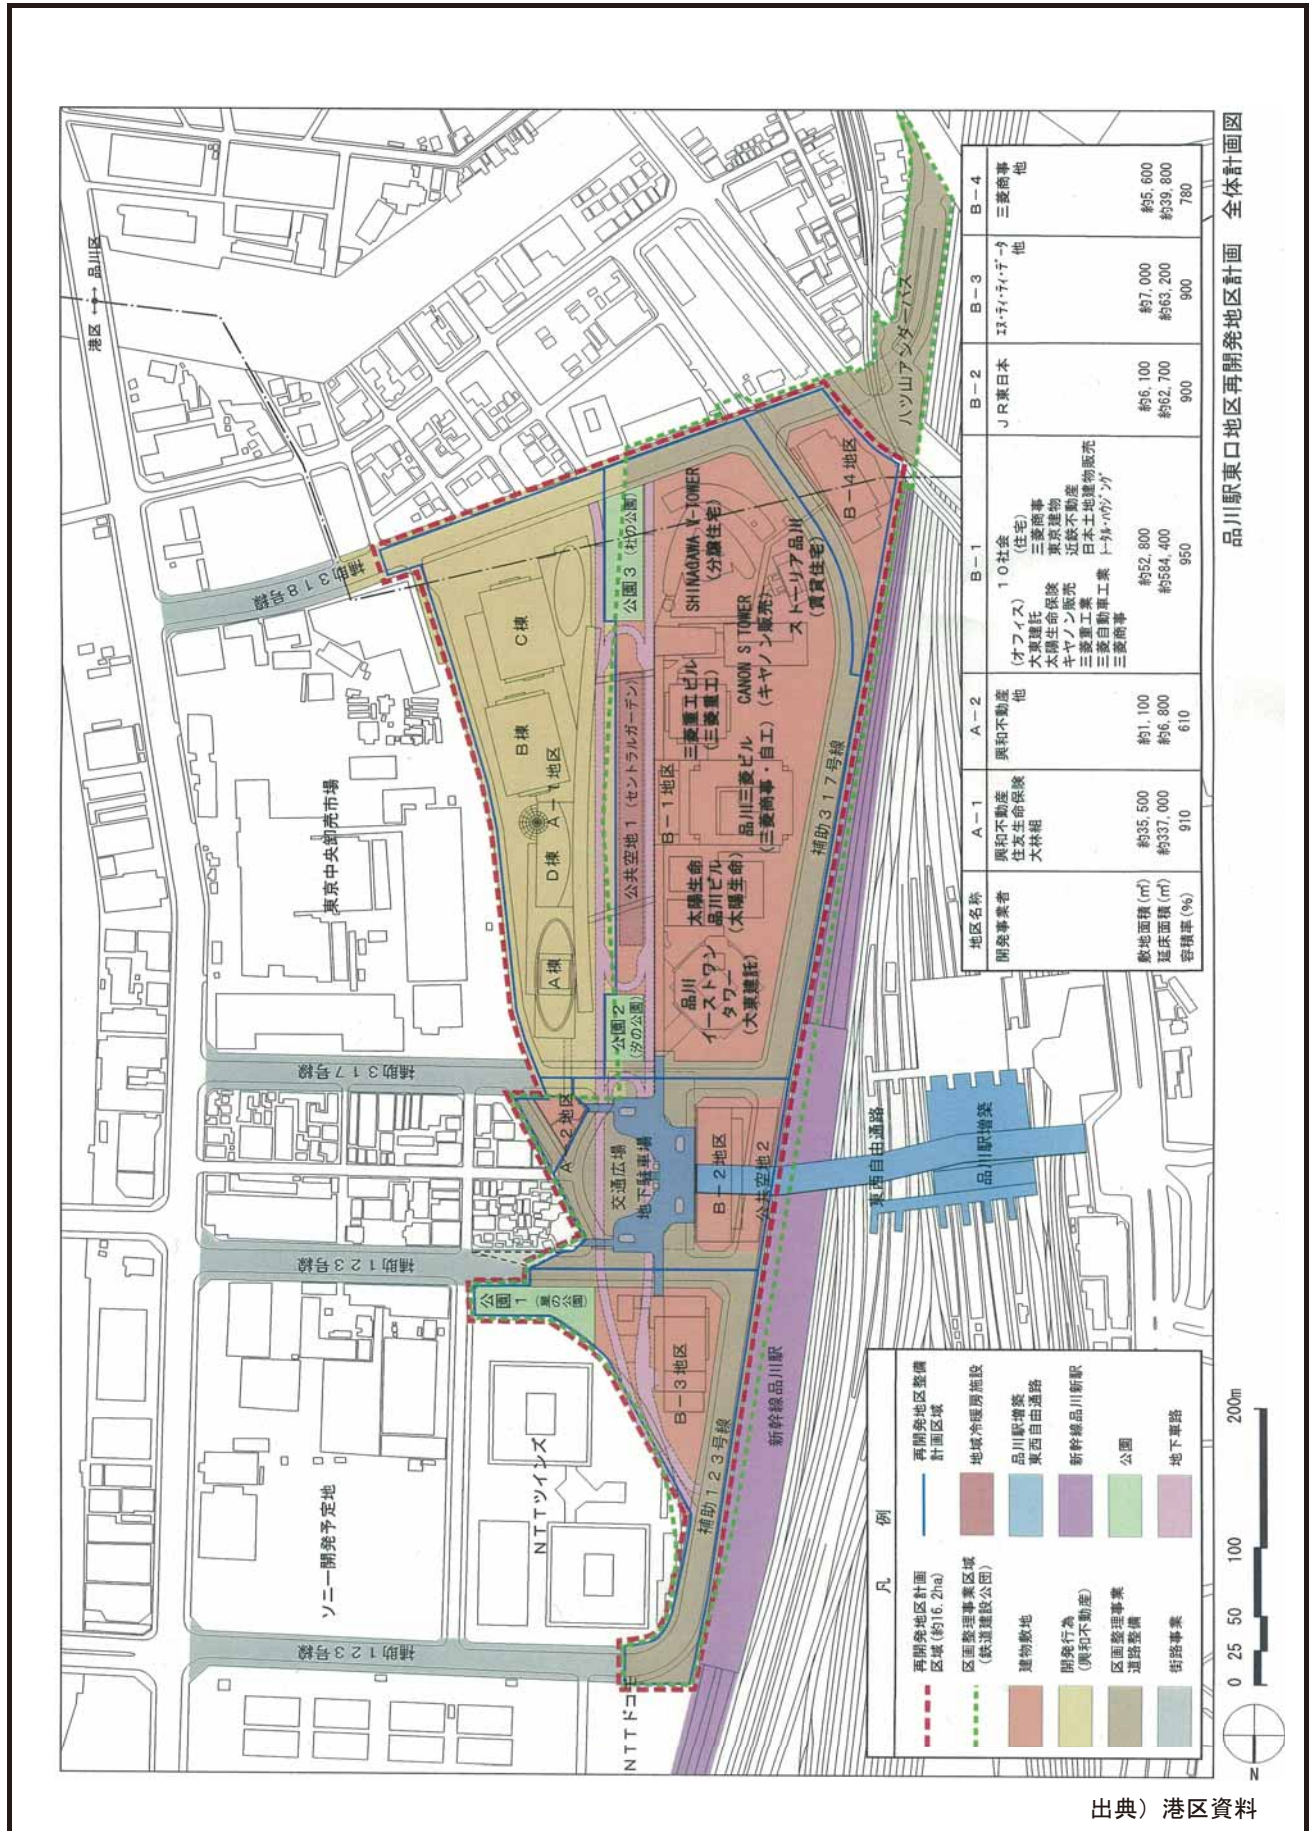 品川駅東口地区再開発地区計画　全体計画図
港区 ←→ 品川区
補助３１８号線
東京中央卸売市場
補助３１７号線
補助１２３号線
ソニー開発予定地
補助１２３号線
ＮＴＴツインズ
ＮＴＴドコモ
C棟
B棟
A－1地区
D棟
A棟
公園３（杜の公園）
公共空地１（セントラルガーデン）
公園２
（汐の公園）
公園
１
（星の公園）
A－2地区
交通広場
地下駐車場
B－1地区
SHINAGAWA V-TOWER
（分譲住宅）
ストーリア品川
（賃貸住宅）
三菱重工ビル
（三菱重工）
CANON S TOWER
（キヤノン販売）
品川三菱ビル
（三菱商事・自工）
太陽生命
品川ビル
（太陽生命）
品川
イーストワン
タワー
（大東建託）
B－2地区
公共空地２
B－3地区
B－4地区
八ツ山アンダーパス
補助３１７号線
補助１２３号線
新幹線品川駅
東西自由通路
品川駅増築
地区名称 A－1 A－2 B－1 B－2 B－3 B－4
開発事業者
興和不動産
住友生命保険
大林組
興和不動産
他
１０社会
（オフィス） （住宅）
大東建託 三菱商事
太陽生命保険 東京建物
キヤノン販売 近鉄不動産
三菱重工業 日本土地建物販売
三菱自動車工業 トータル・ハウジング
三菱商事
ＪＲ東日本
エヌ・ティ・ティ・データ
他
三菱商事
他
敷地面積(㎡) 約35,500 約1,100 約52,800 約6,100 約7,000 約5,600
延床面積(㎡) 約337,000 約6,800 約584,400 約62,700 約63,200 約39,800
容積率(%) 910 610 950 900 900 780
凡　例
再開発地区計画
区域(約16.2ha)
再開発地区整備
計画区域
区画整理事業区域
（鉄道建設公団）
地域冷暖房施設
建物敷地
品川駅増築
東西自由通路
開発行為
（興和不動産）
新幹線品川新駅
区画整理事業
道路整備
公園
街路事業
地下車路
0 25 50 100 200m
N
出典）港区資料